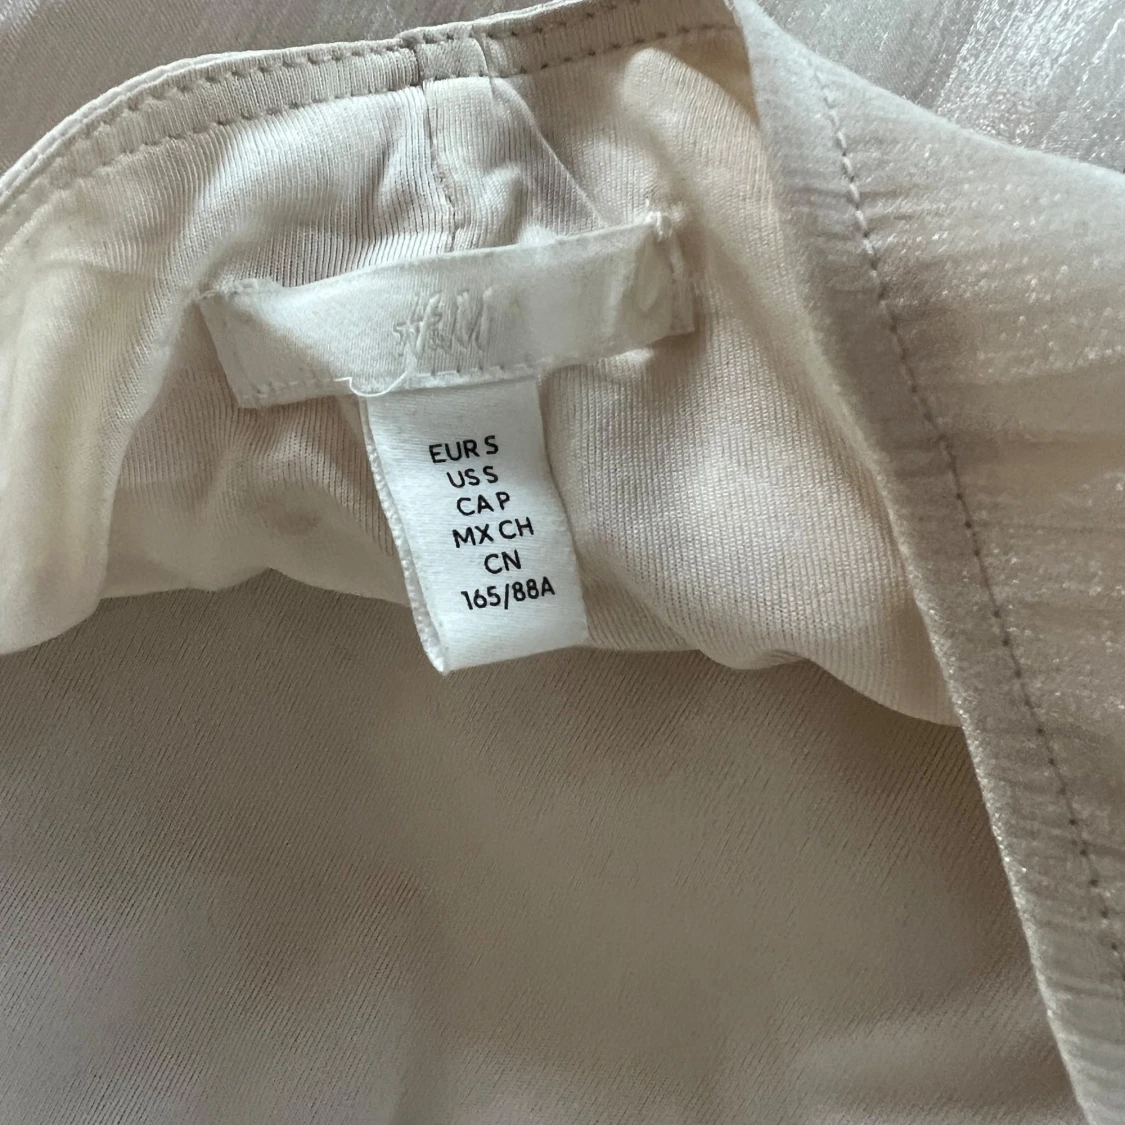 H&M
EUR S
US S
CA P
MX CH
CN
165/88A